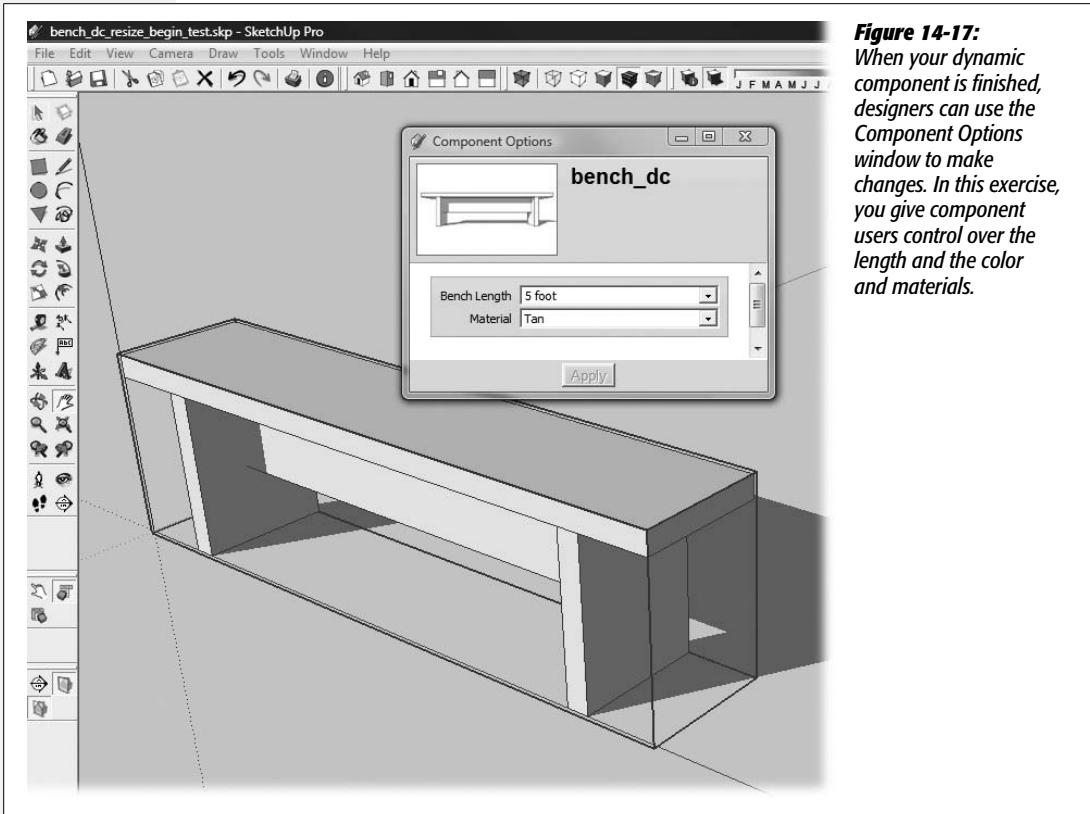 bench_dc_resize_begin_test.skp - SketchUp Pro
File Edit View Camera Draw Tools Window Help
J F M A M J J
Component Options
bench_dc
Bench Length 5 foot
Material Tan
Apply
Abc
Figure 14-17:
When your dynamic
component is finished,
designers can use the
Component Options
window to make
changes. In this exercise,
you give component
users control over the
length and the color
and materials.